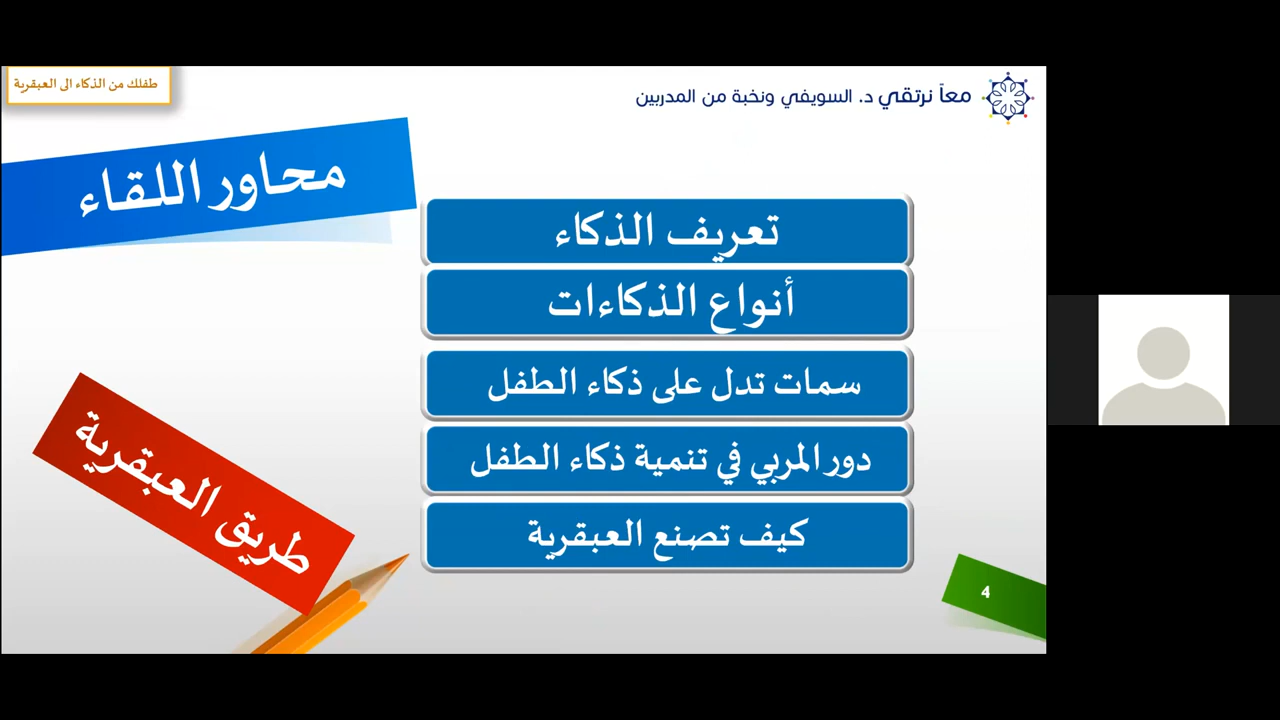 معاً نرتقي د. السويفي ونخبة من المدربين
طفلك من الذكاء الى العبقرية
محاور اللقاء
تعريف الذكاء
أنواع الذكاءات
سمات تدل على ذكاء الطفل
دور المربي في تنمية ذكاء الطفل
كيف تصنع العبقرية
طريق العبقرية
4